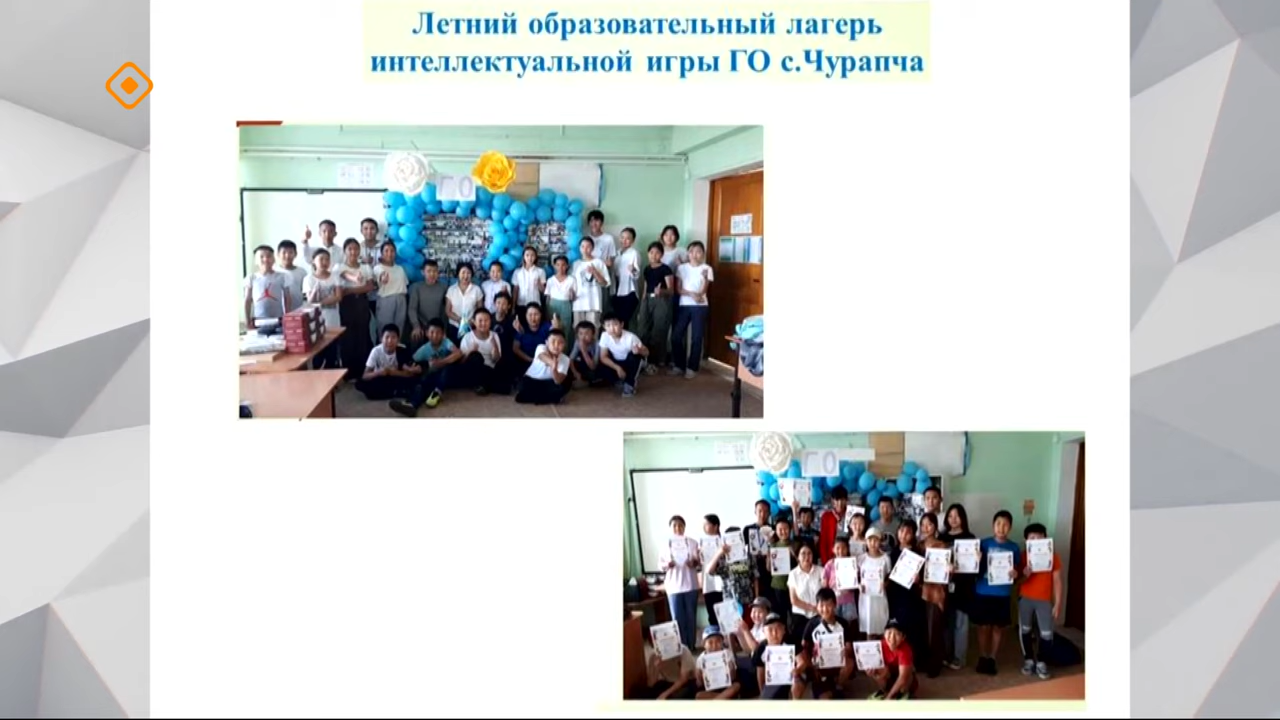 Летний образовательный лагерь
интеллектуальной игры ГО с.Чурапча
ГО
ГО